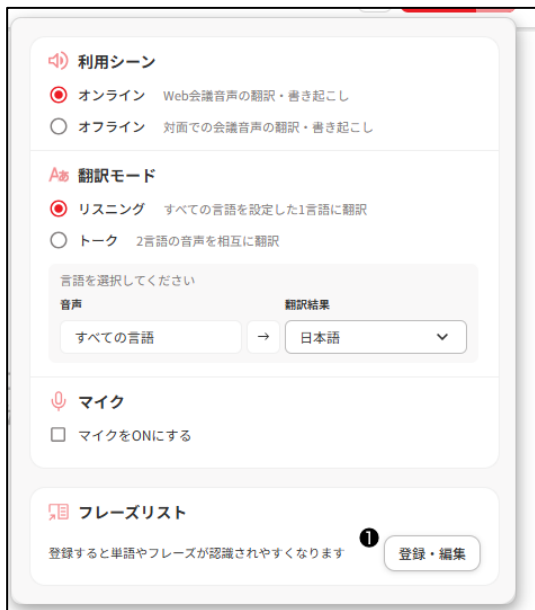 利用シーン
オンライン Web会議音声の翻訳・書き起こし
オフライン 対面での会議音声の翻訳・書き起こし
Aあ 翻訳モード
リスニング すべての言語を設定した1言語に翻訳
トーク 2言語の音声を相互に翻訳
言語を選択してください
音声 翻訳結果
すべての言語 → 日本語
マイク
マイクをONにする
フレーズリスト
登録すると単語やフレーズが認識されやすくなります ❶ 登録・編集